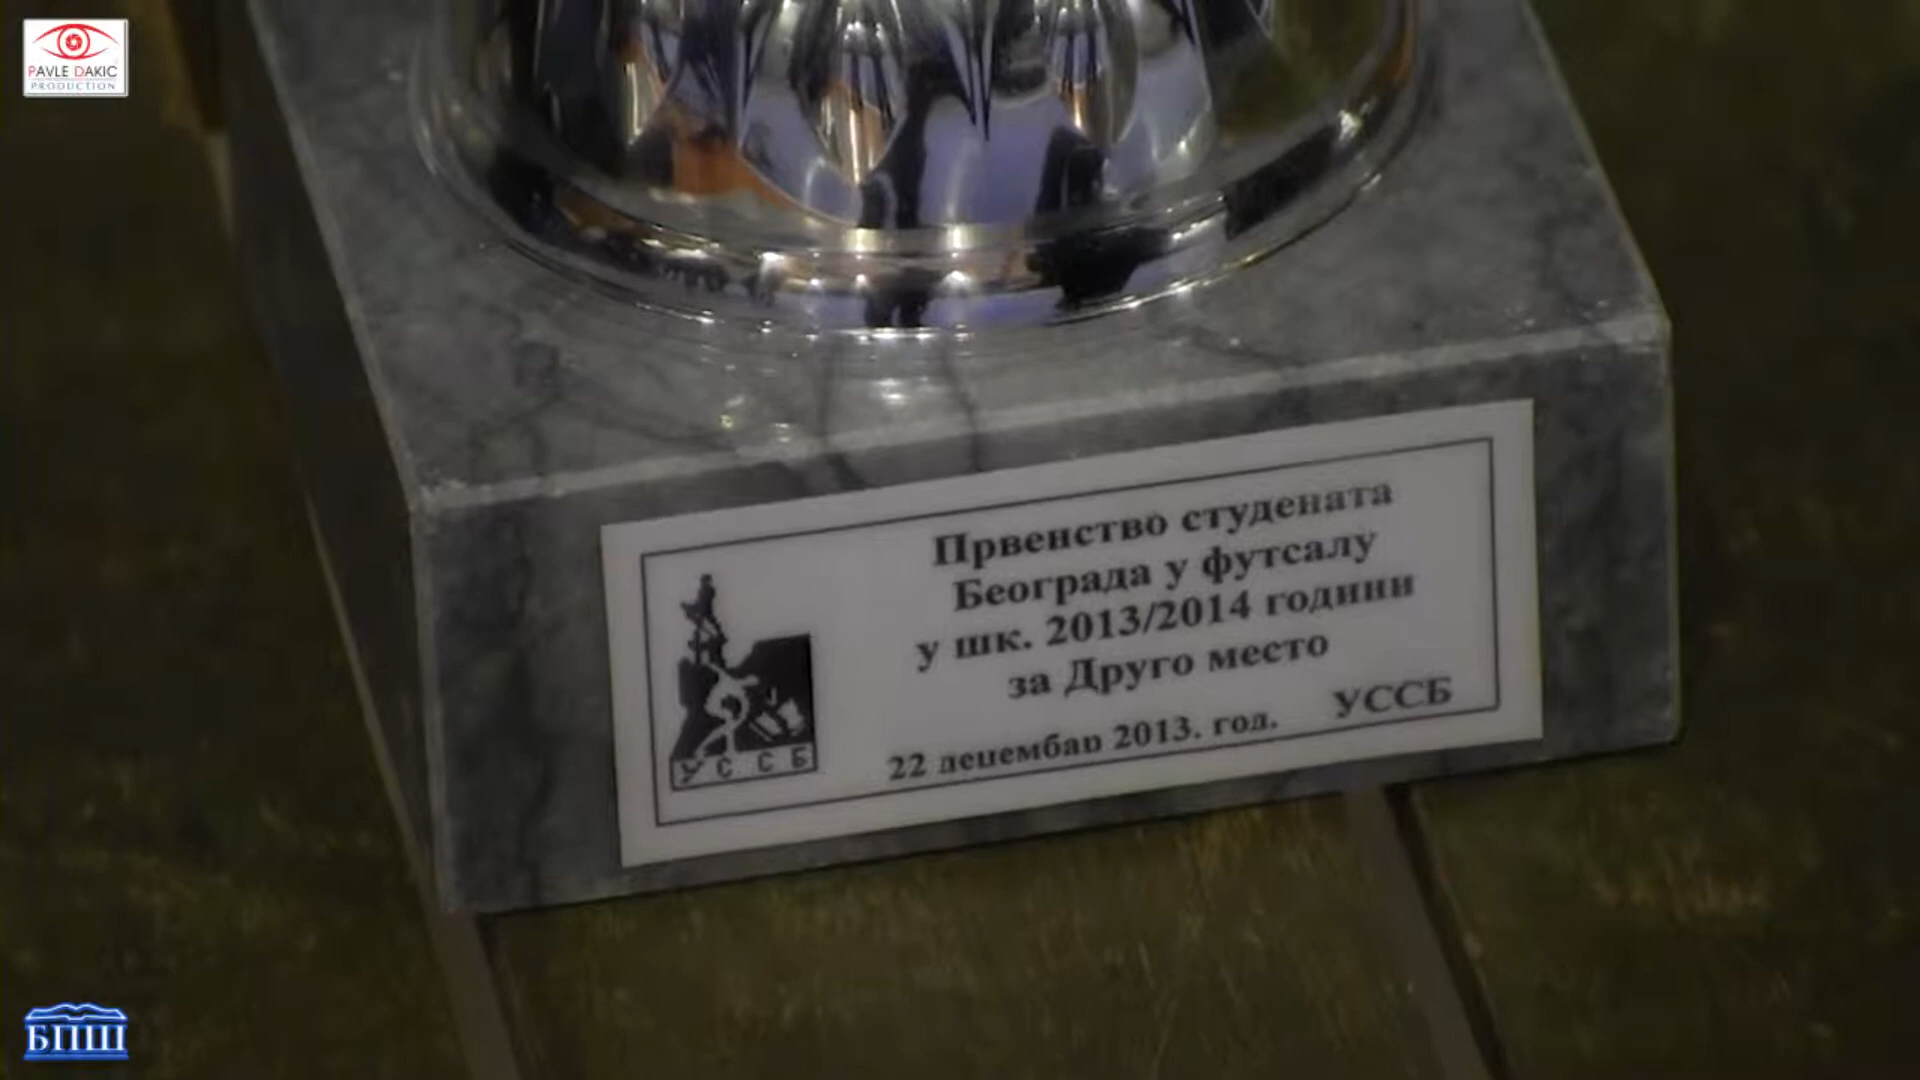 PAVLE DAKIC
PRODUCTION
Првенство студената
Београда у футсалу
у шк. 2013/2014 години
за Друго место
22 децембар 2013. год. УССБ
УССБ
БПШ